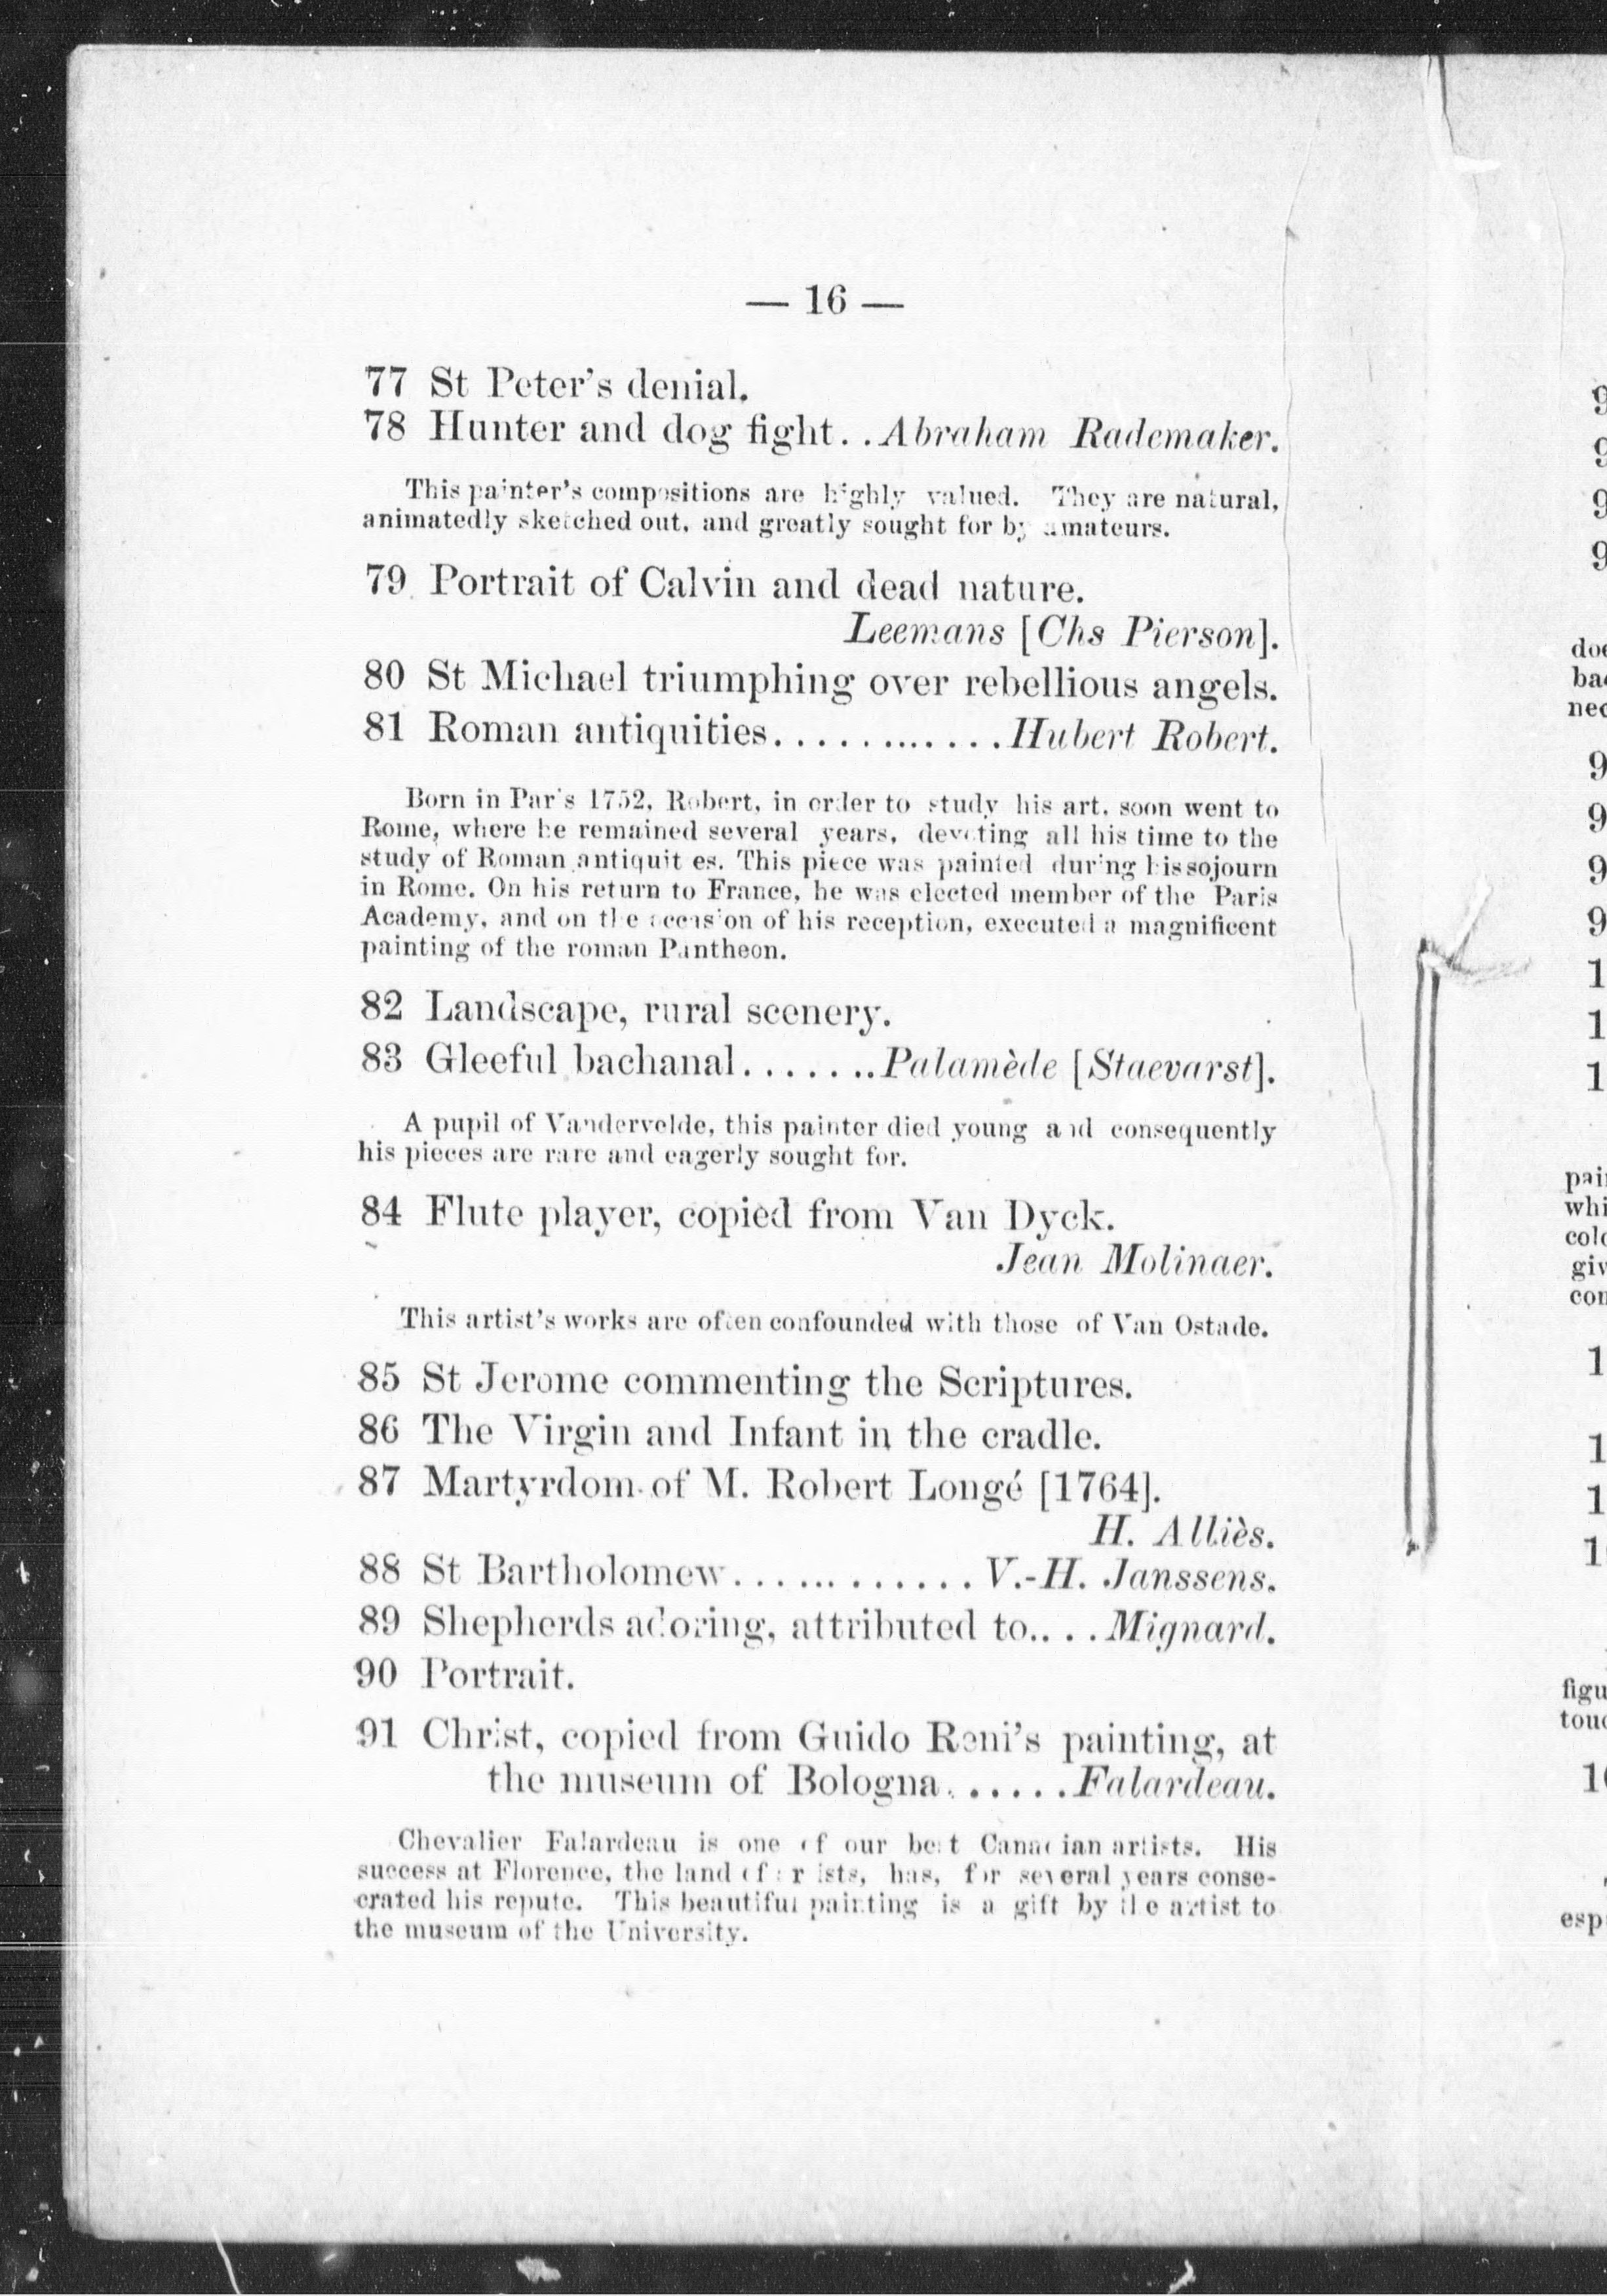 — 16 —
77 St Peter's denial.
78 Hunter and dog fight. . Abraham Rademaker.
This painter's compositions are highly valued. They are natural,
animatedly sketched out, and greatly sought for by amateurs.
79 Portrait of Calvin and dead nature.
Leemans [Chs Pierson].
80 St Michael triumphing over rebellious angels.
81 Roman antiquities. . . . . . . . . . . . Hubert Robert.
Born in Paris 1752, Robert, in order to study his art, soon went to
Rome, where he remained several years, devoting all his time to the
study of Roman antiquities. This piece was painted during his sojourn
in Rome. On his return to France, he was elected member of the Paris
Academy, and on the occasion of his reception, executed a magnificent
painting of the roman Pantheon.
82 Landscape, rural scenery.
83 Gleeful bachanal. . . . . . . . Palamède [Staevarst].
A pupil of Vandervelde, this painter died young and consequently
his pieces are rare and eagerly sought for.
84 Flute player, copied from Van Dyck.
Jean Molinaer.
This artist's works are often confounded with those of Van Ostade.
85 St Jerome commenting the Scriptures.
86 The Virgin and Infant in the cradle.
87 Martyrdom of M. Robert Longé [1764].
H. Alliès.
88 St Bartholomew. . . . . . . . . . . . . V.-H. Janssens.
89 Shepherds adoring, attributed to. . . . Mignard.
90 Portrait.
91 Christ, copied from Guido Reni's painting, at
the museum of Bologna. . . . . . Falardeau.
Chevalier Falardeau is one of our best Canadian artists. His
success at Florence, the land of artists, has, for several years conse-
crated his repute. This beautiful painting is a gift by the artist to
the museum of the University.